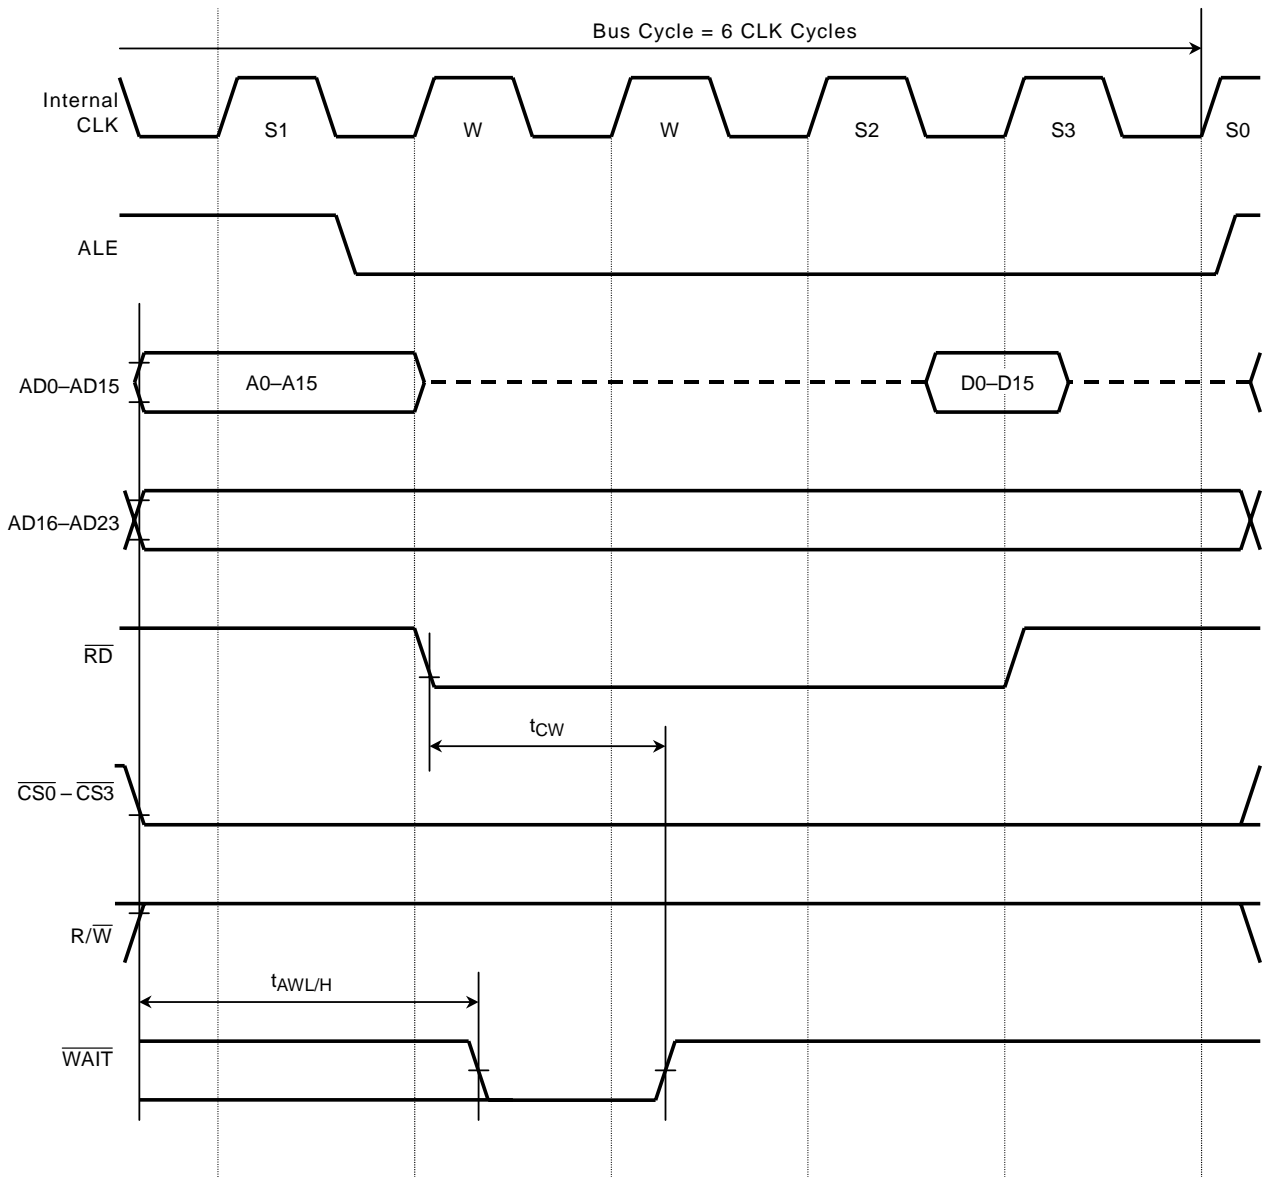 Bus Cycle = 6 CLK Cycles
Internal
CLK
S1
W
W
S2
S3
S0
ALE
AD0–AD15
A0–A15
D0–D15
AD16–AD23
RD
tCW
CS0 – CS3
R/W
tAWL/H
WAIT